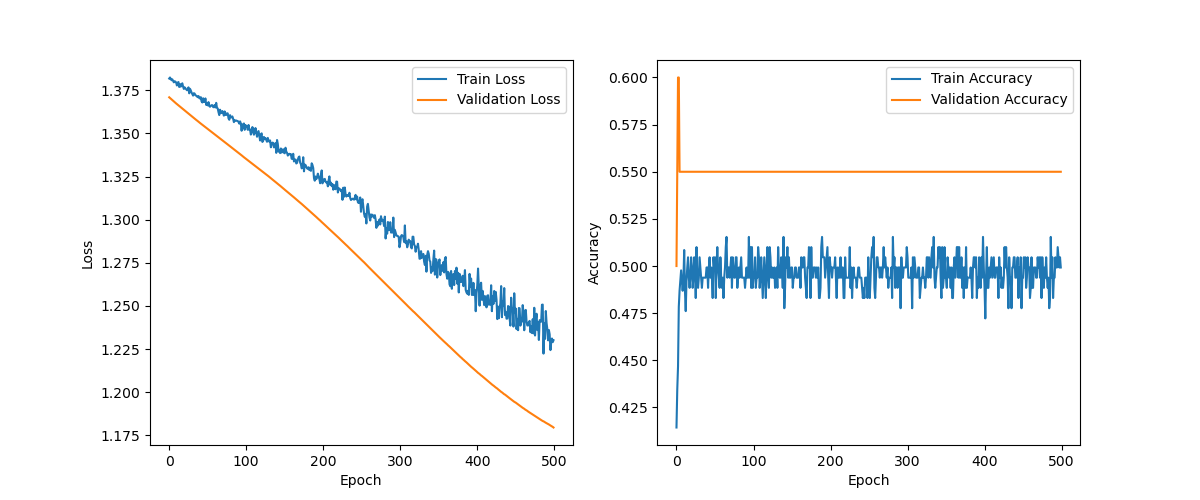 Train Loss
Validation Loss
1.375
1.350
1.325
1.300
1.275
1.250
1.225
1.200
1.175
Loss
0 100 200 300 400 500
Epoch
Train Accuracy
Validation Accuracy
0.600
0.575
0.550
0.525
0.500
0.475
0.450
0.425
Accuracy
0 100 200 300 400 500
Epoch